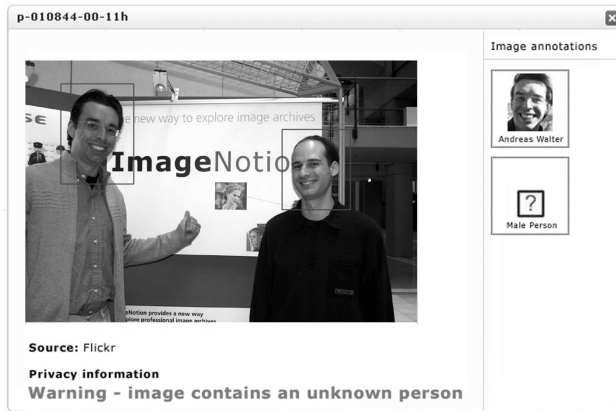 p-010844-00-11h
Image annotations
SE
e new way to explore image archives
ImageNotio
Andreas Walter
?
Male Person
eNotion provides a new way
plore professional image archives
Source: Flickr
Privacy information
Warning - image contains an unknown person